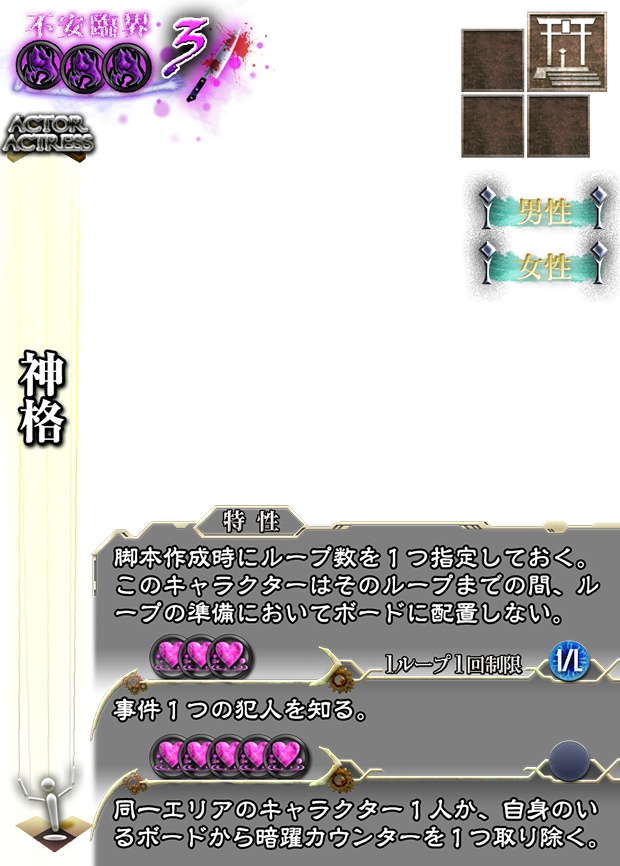 不安臨界
3
ACTOR
ACTRESS
男性
女性
神格
特性
脚本作成時にループ数を1つ指定しておく。
このキャラクターはそのループまでの間、ル
ープの準備においてボードに配置しない。
1ループ1回制限
1/L
事件1つの犯人を知る。
同一エリアのキャラクター1人か、自身のい
るボードから暗躍カウンターを1つ取り除く。